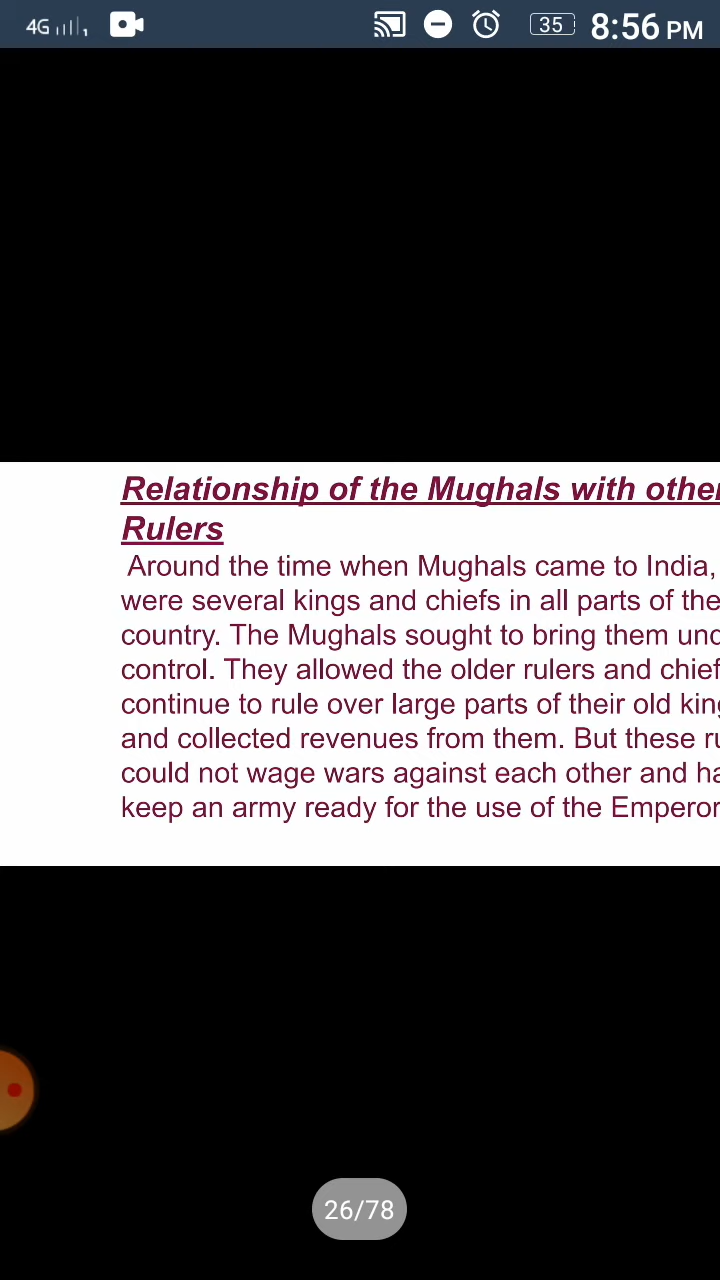 4G
35
8:56 PM
Relationship of the Mughals with other
Rulers
Around the time when Mughals came to India,
were several kings and chiefs in all parts of the
country. The Mughals sought to bring them und
control. They allowed the older rulers and chief
continue to rule over large parts of their old king
and collected revenues from them. But these ru
could not wage wars against each other and ha
keep an army ready for the use of the Emperor
26/78